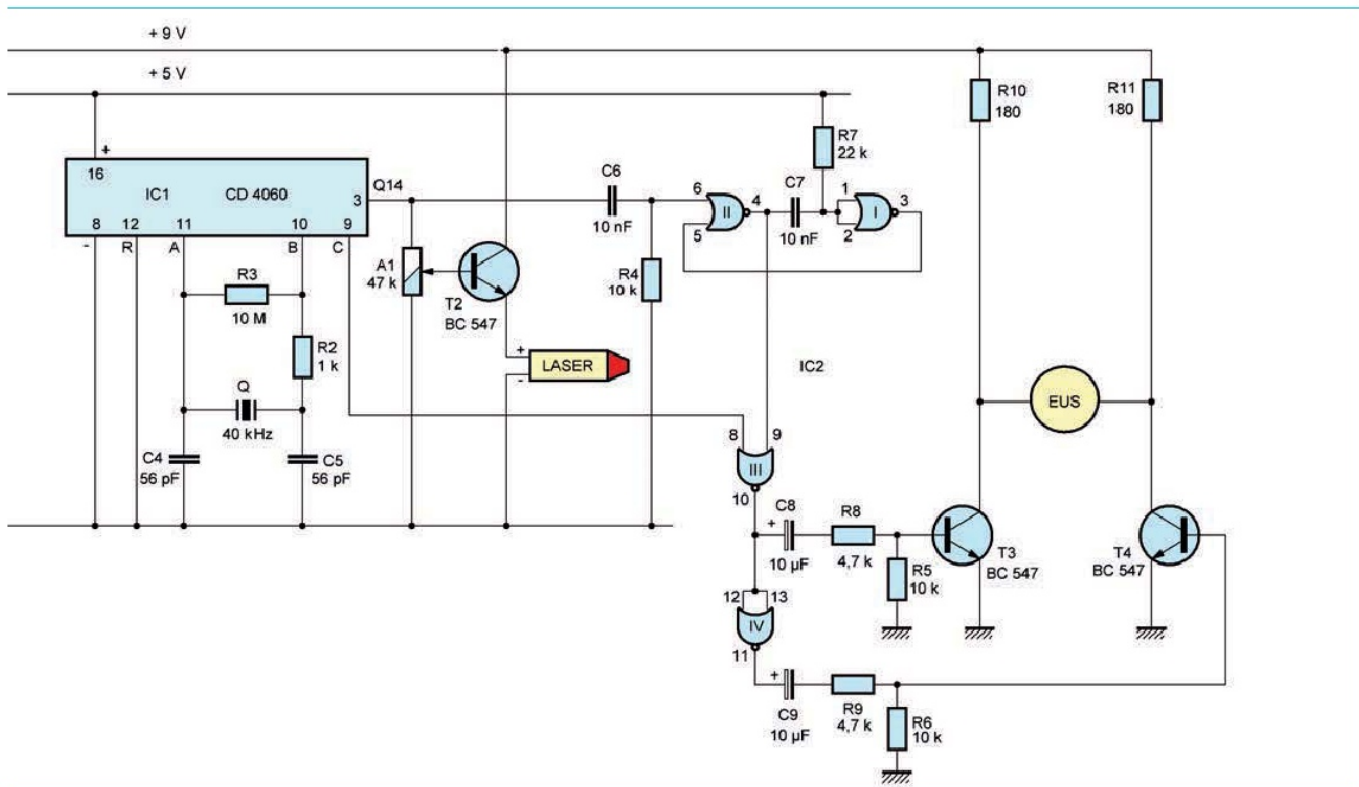 + 9 V
+ 5 V
+
16
IC1
CD 4060
3
Q14
8
12
11
10
9
-
R
A
B
C
R3
10 M
R2
1 k
Q
40 kHz
C4
56 pF
C5
56 pF
A1
47 k
T2
BC 547
+
LASER
-
C6
10 nF
R4
10 k
6
5
II
4
C7
10 nF
R7
22 k
1
2
I
3
IC2
8
9
III
10
C8
+
10 µF
R8
4,7 k
R5
10 k
T3
BC 547
12
13
IV
11
+
C9
10 µF
R9
4,7 k
R6
10 k
R10
180
R11
180
EUS
T4
BC 547